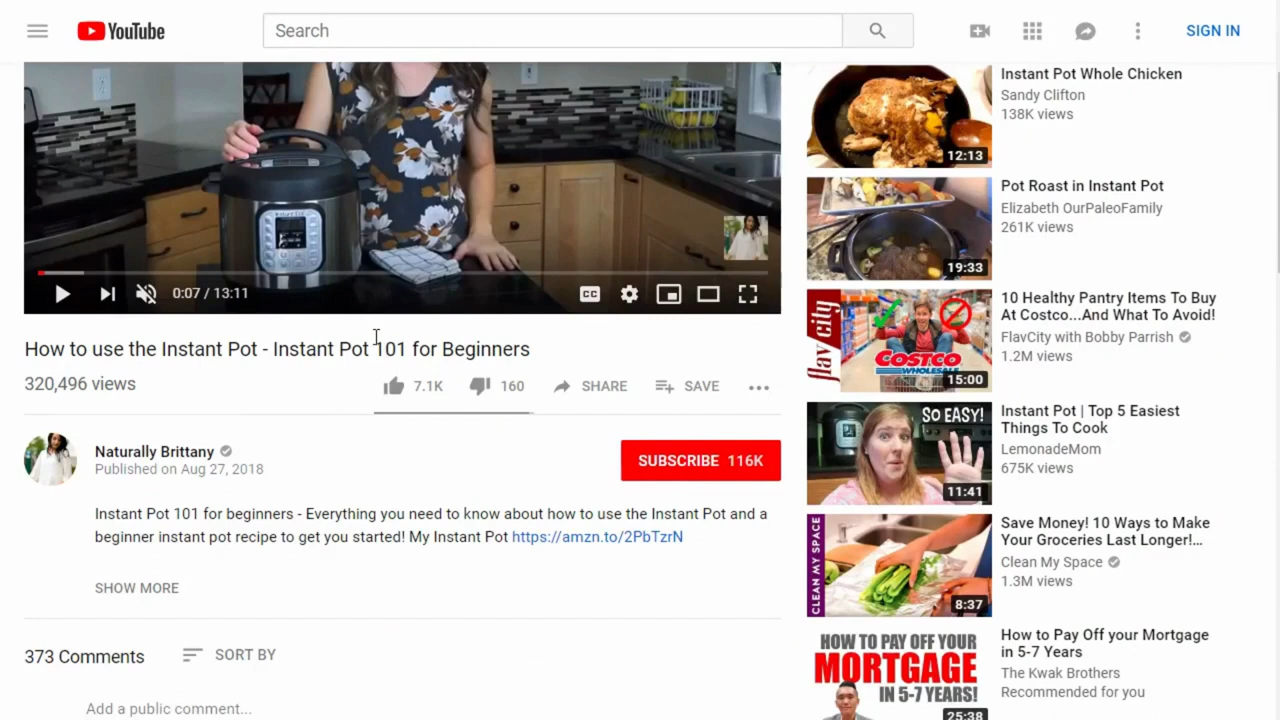 YouTube
Search
SIGN IN
0:07 / 13:11
CC
How to use the Instant Pot - Instant Pot 101 for Beginners
320,496 views
7.1K
160
SHARE
SAVE
Naturally Brittany
Published on Aug 27, 2018
SUBSCRIBE 116K
Instant Pot 101 for beginners - Everything you need to know about how to use the Instant Pot and a
beginner instant pot recipe to get you started! My Instant Pot https://amzn.to/2PbTzrN
SHOW MORE
373 Comments
SORT BY
Add a public comment...
12:13
Instant Pot Whole Chicken
Sandy Clifton
138K views
19:33
Pot Roast in Instant Pot
Elizabeth OurPaleoFamily
261K views
flav city
COSTCO
WHOLESALE
15:00
10 Healthy Pantry Items To Buy
At Costco...And What To Avoid!
FlavCity with Bobby Parrish
1.2M views
SO EASY!
11:41
Instant Pot | Top 5 Easiest
Things To Cook
LemonadeMom
675K views
CLEAN MY SPACE
8:37
Save Money! 10 Ways to Make
Your Groceries Last Longer!...
Clean My Space
1.3M views
HOW TO PAY OFF YOUR
MORTGAGE
IN 5-7 YEARS!
25:38
How to Pay Off your Mortgage
in 5-7 Years
The Kwak Brothers
Recommended for you